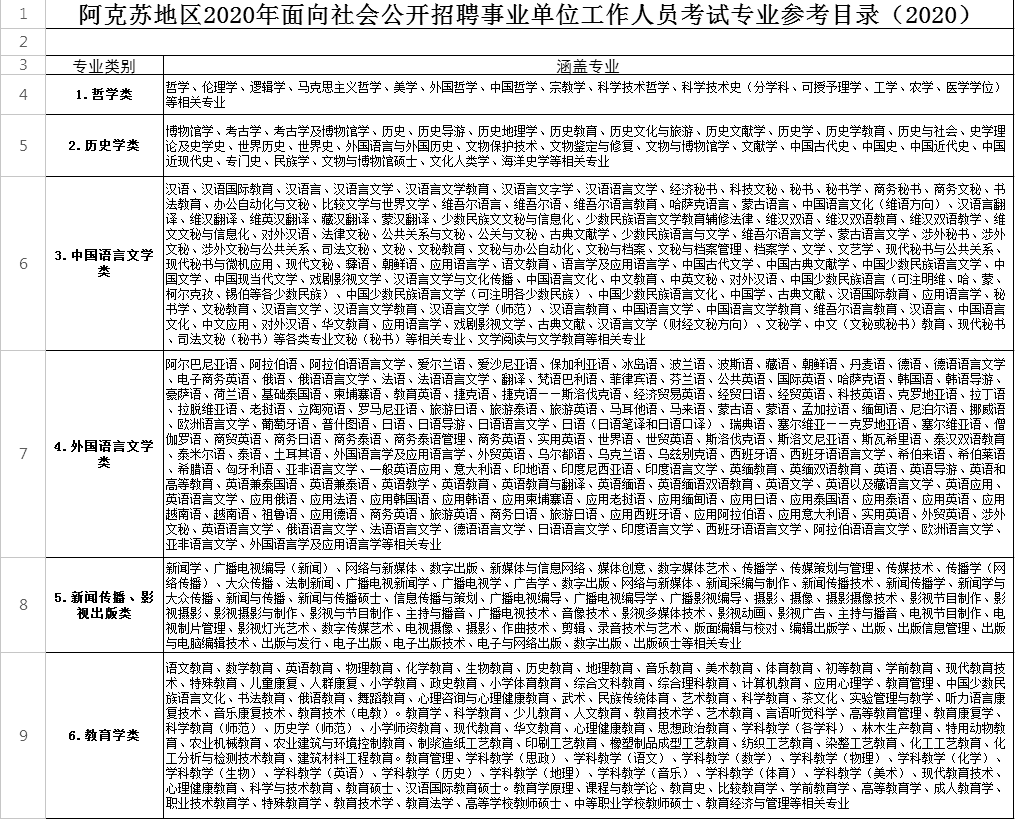 1 阿克苏地区2020年面向社会公开招聘事业单位工作人员考试专业参考目录（2020）
2
3 专业类别 涵盖专业
4 1.哲学类
哲学、伦理学、逻辑学、马克思主义哲学、美学、外国哲学、中国哲学、宗教学、科学技术哲学、科学技术史（分学科、可授予理学、工学、农学、医学学位）
等相关专业
5 2.历史学类
博物馆学、考古学、考古学及博物馆学、历史、历史导游、历史地理学、历史教育、历史文化与旅游、历史文献学、历史学、历史学教育、历史与社会、史学理
论及史学史、世界历史、世界史、外国语言与外国历史、文物保护技术、文物鉴定与修复、文物与博物馆学、文献学、中国古代史、中国史、中国近代史、中国
近现代史、专门史、民族学、文物与博物馆硕士、文化人类学、海洋史学等相关专业
6 3.中国语言文学
类
汉语、汉语国际教育、汉语言、汉语言文学、汉语言文学教育、汉语言文字学、汉语语言文学、经济秘书、科技文秘、秘书、秘书学、商务秘书、商务文秘、书
法教育、办公自动化与文秘、比较文学与世界文学、维吾尔语言、维吾尔语、维吾尔语言教育、哈萨克语言、蒙古语言、中国语言文化（维语方向）、汉语言翻
译、维汉翻译、维英汉翻译、藏汉翻译、蒙汉翻译、少数民族文文秘与信息化、少数民族语言文学教育辅修法律、维汉双语、维汉双语教育、维汉双语教学、维
文文秘与信息化、对外汉语、法律文秘、公共关系与文秘、公关与文秘、古典文献学、少数民族语言与文学、维吾尔语言文学、蒙古语言文学、涉外秘书、涉外
文秘、涉外文秘与公共关系、司法文秘、文秘、文秘教育、文秘与办公自动化、文秘与档案、文秘与档案管理、档案学、文学、文艺学、现代秘书与公共关系、
现代秘书与微机应用、现代文秘、彝语、朝鲜语、应用语言学、语文教育、语言学及应用语言学、中国古代文学、中国古典文献学、中国少数民族语言文学、中
国文学、中国现当代文学、戏剧影视文学、汉语言文学与文化传播、中国语言文化、中文教育、中英文秘、对外汉语、中国少数民族语言（可注明维、哈、蒙、
柯尔克孜、锡伯等各少数民族）、中国少数民族语言文学（可注明各少数民族）、中国少数民族语言文化、中国学、古典文献、汉语国际教育、应用语言学、秘
书学、文秘教育、汉语言文学、汉语言文学教育、汉语言文学（师范）、汉语言教育、中国语言文学、中国语言文学教育、维吾尔语言教育、汉语言、中国语言
文化、中文应用、对外汉语、华文教育、应用语言学、戏剧影视文学、古典文献、汉语言文学（财经文秘方向）、文秘学、中文（文秘或秘书）教育、现代秘书
、司法文秘（秘书）等各类专业文秘（秘书）等相关专业、文学阅读与文学教育等相关专业
7 4.外国语言文学
类
阿尔巴尼亚语、阿拉伯语、阿拉伯语语言文学、爱尔兰语、爱沙尼亚语、保加利亚语、冰岛语、波兰语、波斯语、藏语、朝鲜语、丹麦语、德语、德语语言文学
、电子商务英语、俄语、俄语语言文学、法语、法语语言文学、翻译、梵语巴利语、菲律宾语、芬兰语、公共英语、国际英语、哈萨克语、韩国语、韩语导游、
豪萨语、荷兰语、基础泰国语、柬埔寨语、教育英语、捷克语、捷克语——斯洛伐克语、经济贸易英语、经贸日语、经贸英语、科技英语、克罗地亚语、拉丁语
、拉脱维亚语、老挝语、立陶宛语、罗马尼亚语、旅游日语、旅游泰语、旅游英语、马耳他语、马来语、蒙古语、蒙语、孟加拉语、缅甸语、尼泊尔语、挪威语
、欧洲语言文学、葡萄牙语、普什图语、日语、日语导游、日语语言文学、日语（日语笔译和日语口译）、瑞典语、塞尔维亚——克罗地亚语、塞尔维亚语、僧
伽罗语、商贸英语、商务日语、商务泰语、商务泰语管理、商务英语、实用英语、世界语、世贸英语、斯洛伐克语、斯洛文尼亚语、斯瓦希里语、泰汉双语教育
、泰米尔语、泰语、土耳其语、外国语言学及应用语言学、外贸英语、乌尔都语、乌克兰语、乌兹别克语、西班牙语、西班牙语语言文学、希伯来语、希伯莱语
、希腊语、匈牙利语、亚非语言文学、一般英语应用、意大利语、印地语、印度尼西亚语、印度语言文学、英缅教育、英缅双语教育、英语、英语导游、英语和
高等教育、英语兼泰国语、英语兼泰语、英语教学、英语教育、英语教育与翻译、英语缅语、英语缅语双语教育、英语文学、英语以及藏语言文学、英语应用、
英语语言文学、应用俄语、应用法语、应用韩国语、应用韩语、应用柬埔寨语、应用老挝语、应用缅甸语、应用日语、应用泰国语、应用泰语、应用英语、应用
越南语、越南语、祖鲁语、应用德语、商务英语、旅游英语、商务日语、旅游日语、应用西班牙语、应用阿拉伯语、应用意大利语、实用英语、外贸英语、涉外
文秘、英语语言文学、俄语语言文学、法语语言文学、德语语言文学、日语语言文学、印度语言文学、西班牙语语言文学、阿拉伯语语言文学、欧洲语言文学、
亚非语言文学、外国语言学及应用语言学等相关专业
8 5.新闻传播、影
视出版类
新闻学、广播电视编导（新闻）、网络与新媒体、数字出版、新媒体与信息网络、媒体创意、数字媒体艺术、传播学、传媒策划与管理、传媒技术、传播学（网
络传播）、大众传播、法制新闻、广播电视新闻学、广播电视学、广告学、数字出版、网络与新媒体、新闻采编与制作、新闻传播技术、新闻传播学、新闻学与
大众传播、新闻与传播、新闻与传播硕士、信息传播与策划、广播电视编导、广播电视编导学、广播影视编导、摄影、摄像、摄影摄像技术、影视节目制作、影
视摄影、影视摄影与制作、影视与节目制作、主持与播音、广播电视技术、音像技术、影视多媒体技术、影视动画、影视广告、主持与播音、电视节目制作、电
视制片管理、影视灯光艺术、数字传媒艺术、电视摄像、摄影、作曲技术、剪辑、录音技术与艺术、版面编辑与校对、编辑出版学、出版、出版信息管理、出版
与电脑编辑技术、出版与发行、电子出版、电子出版技术、电子与网络出版、数字出版、出版硕士等相关专业
9 6.教育学类
语文教育、数学教育、英语教育、物理教育、化学教育、生物教育、历史教育、地理教育、音乐教育、美术教育、体育教育、初等教育、学前教育、现代教育技
术、特殊教育、儿童康复、人群康复、小学教育、政史教育、小学体育教育、综合文科教育、综合理科教育、计算机教育、应用心理学、教育管理、中国少数民
族语言文化、书法教育、俄语教育、舞蹈教育、心理咨询与心理健康教育、武术、民族传统体育、艺术教育、科学教育、茶文化、实验管理与教学、听力语言康
复技术、音乐康复技术、教育技术（电教）。教育学、科学教育、少儿教育、人文教育、教育技术学、艺术教育、言语听觉科学、高等教育管理、教育康复学、
科学教育（师范）、历史学（师范）、小学师资教育、现代教育、华文教育、心理健康教育、思想政治教育、学科教育（各学科）、林木生产教育、特用动物教
育、农业机械教育、农业建筑与环境控制教育、制浆造纸工艺教育、印刷工艺教育、橡塑制品成型工艺教育、纺织工艺教育、染整工艺教育、化工工艺教育、化
工分析与检测技术教育、建筑材料工程教育。教育管理、学科教学（思政）、学科教学（语文）、学科教学（数学）、学科教学（物理）、学科教学（化学）、
学科教学（生物）、学科教学（英语）、学科教学（历史）、学科教学（地理）、学科教学（音乐）、学科教学（体育）、学科教学（美术）、现代教育技术、
心理健康教育、科学与技术教育、教育硕士、汉语国际教育硕士。教育学原理、课程与教学论、教育史、比较教育学、学前教育学、高等教育学、成人教育学、
职业技术教育学、特殊教育学、教育技术学、教育法学、高等学校教师硕士、中等职业学校教师硕士、教育经济与管理等相关专业